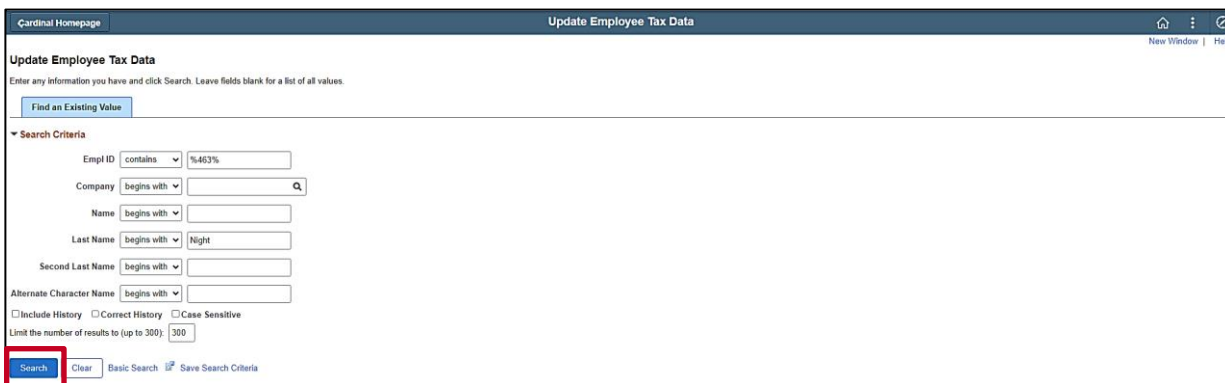 Cardinal Homepage Update Employee Tax Data
New Window | He
Update Employee Tax Data
Enter any information you have and click Search. Leave fields blank for a list of all values.
Find an Existing Value
Search Criteria
Empl ID contains %463%
Company begins with
Name begins with
Last Name begins with Night
Second Last Name begins with
Alternate Character Name begins with
Include History Correct History Case Sensitive
Limit the number of results to (up to 300): 300
Search Clear Basic Search Save Search Criteria